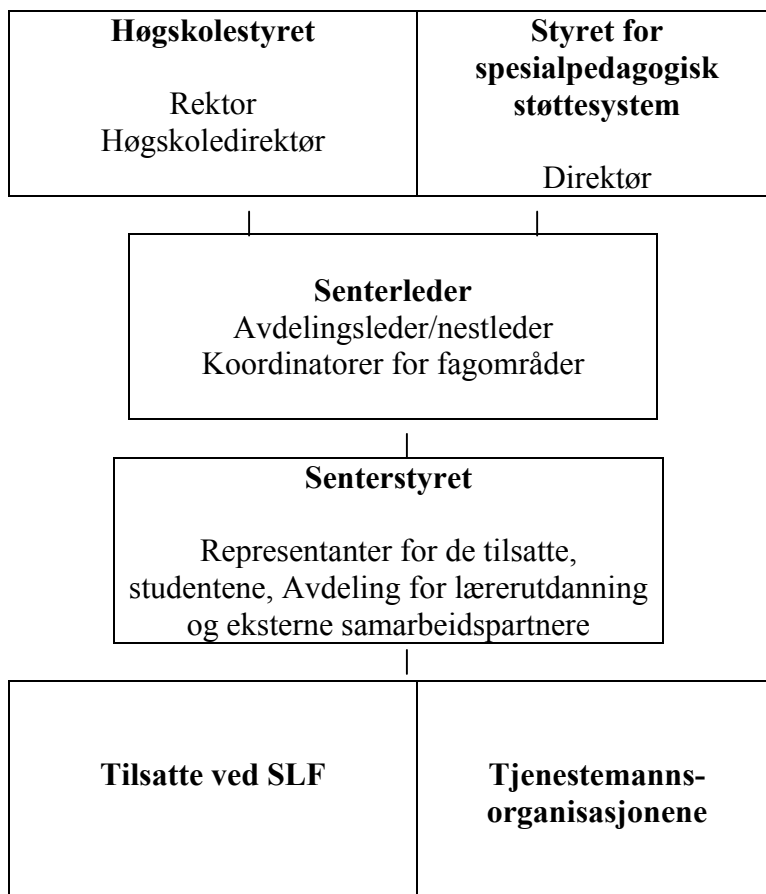 Høgskolestyret
Rektor
Høgskoledirektør
Styret for
spesialpedagogisk
støttesystem
Direktør
Senterleder
Avdelingsleder/nestleder
Koordinatorer for fagområder
Senterstyret
Representanter for de tilsatte,
studentene, Avdeling for lærerutdanning
og eksterne samarbeidspartnere
Tilsatte ved SLF
Tjenestemanns-
organisasjonene